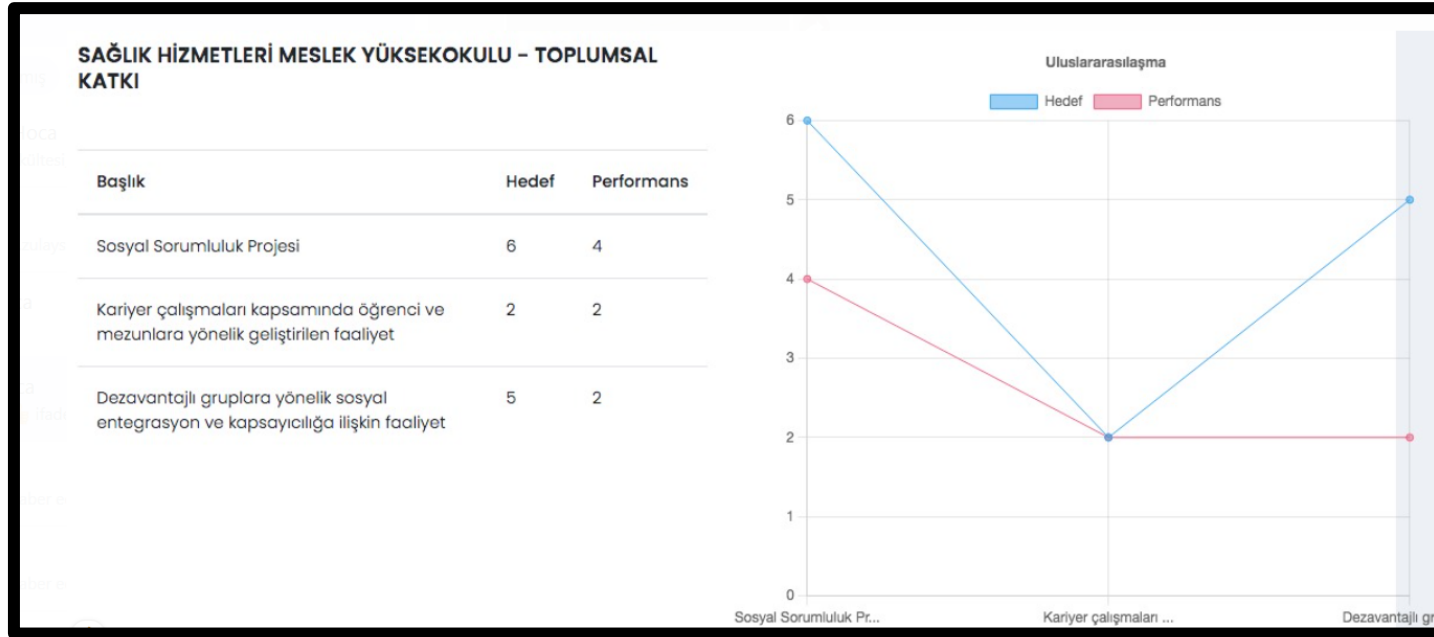 SAĞLIK HİZMETLERİ MESLEK YÜKSEKOKULU – TOPLUMSAL
KATKI
Başlık Hedef Performans
Sosyal Sorumluluk Projesi 6 4
Kariyer çalışmaları kapsamında öğrenci ve 2 2
mezunlara yönelik geliştirilen faaliyet
Dezavantajlı gruplara yönelik sosyal 5 2
entegrasyon ve kapsayıcılığa ilişkin faaliyet
Uluslararasılaşma
Hedef Performans
6
5
4
3
2
1
0
Sosyal Sorumluluk Pr... Kariyer çalışmaları ... Dezavantajlı gr